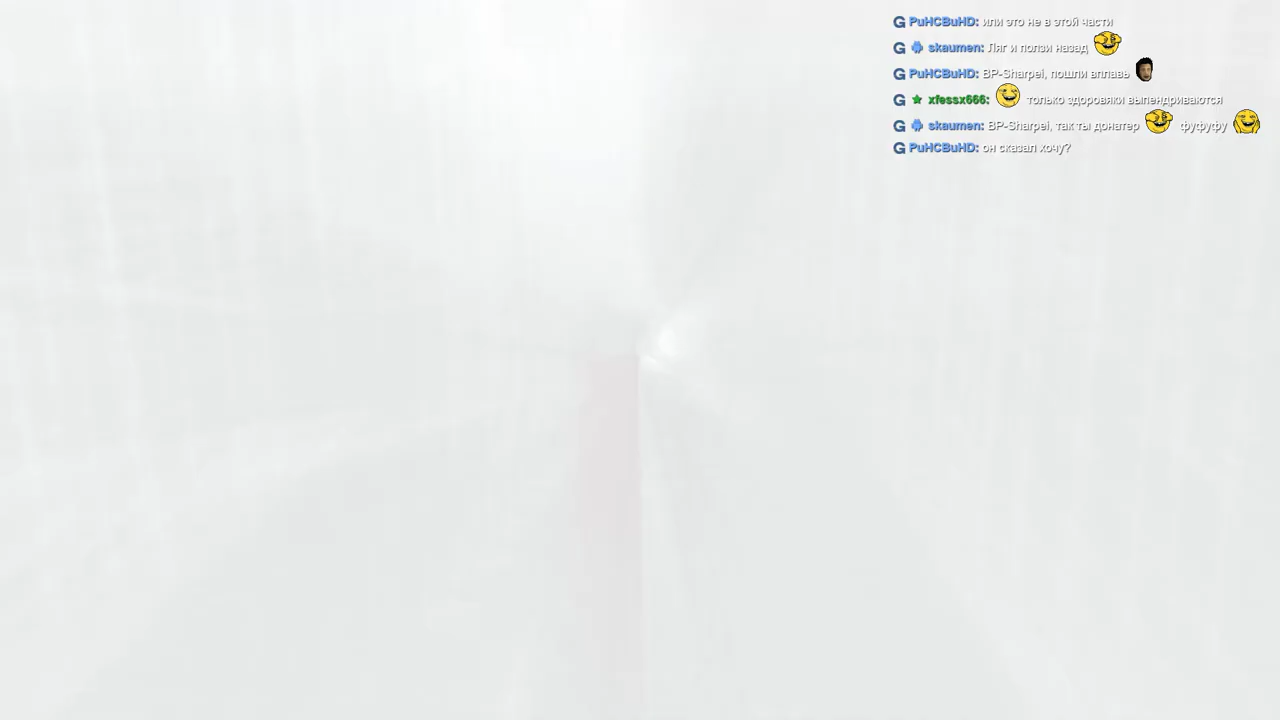 PuHCBuHD: или это не в этой части
skaumen: Ляг и ползи назад
PuHCBuHD: BP-Sharpei, пошли вплавь
xfessx666: только здоровяки выпендриваются
skaumen: BP-Sharpei, так ты донатер фуфуфу
PuHCBuHD: он сказал хочу?